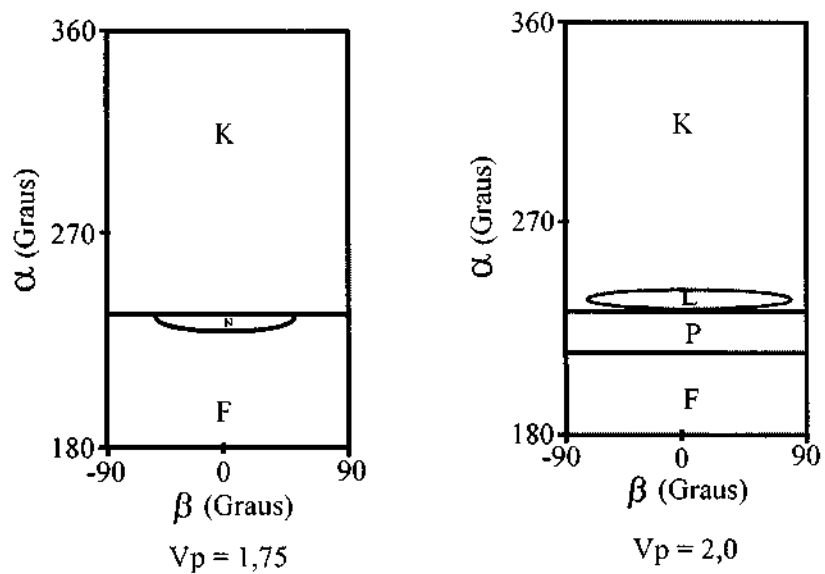 360
K
270
α (Graus)
N
F
180
-90
0
90
β (Graus)
Vp = 1,75
360
K
270
α (Graus)
L
P
F
180
-90
0
90
β (Graus)
Vp = 2,0